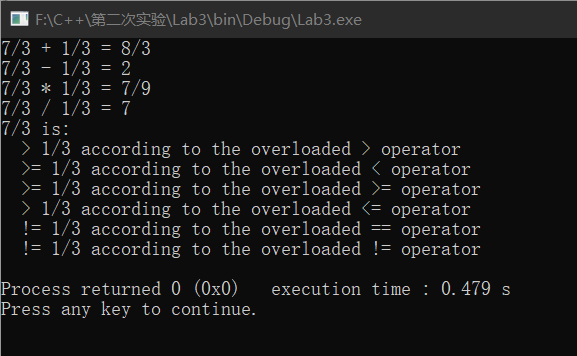 F:\C++\第二次实验\Lab3\bin\Debug\Lab3.exe
7/3 + 1/3 = 8/3
7/3 - 1/3 = 2
7/3 * 1/3 = 7/9
7/3 / 1/3 = 7
7/3 is:
  > 1/3 according to the overloaded > operator
  >= 1/3 according to the overloaded < operator
  >= 1/3 according to the overloaded >= operator
  > 1/3 according to the overloaded <= operator
  != 1/3 according to the overloaded == operator
  != 1/3 according to the overloaded != operator

Process returned 0 (0x0)   execution time : 0.479 s
Press any key to continue.